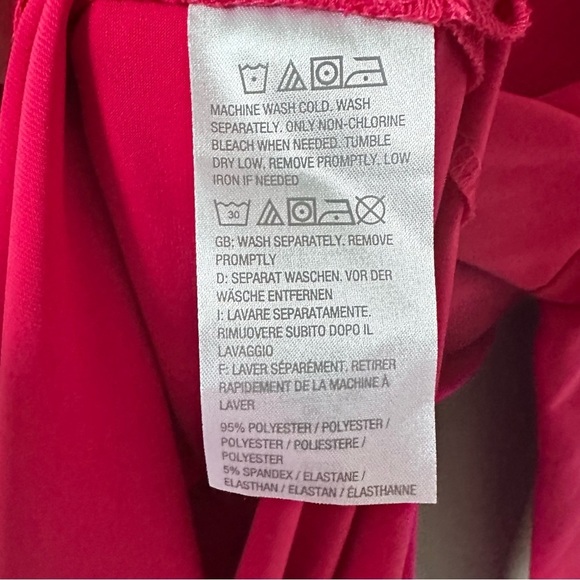 MACHINE WASH COLD. WASH
SEPARATELY. ONLY NON-CHLORINE
BLEACH WHEN NEEDED. TUMBLE
DRY LOW, REMOVE PROMPTLY, LOW
IRON IF NEEDED
30
GB: WASH SEPARATELY. REMOVE
PROMPTLY
D: SEPARAT WASCHEN. VOR DER
WÄSCHE ENTFERNEN
I: LAVARE SEPARATAMENTE.
RIMUOVERE SUBITO DOPO IL
LAVAGGIO
F: LAVER SÉPARÉMENT, RETIRER
RAPIDEMENT DE LA MACHINE À
LAVER
95% POLYESTER / POLYESTER /
POLYESTER / POLIESTERE /
POLYESTER
5% SPANDEX / ELASTANE /
ELASTHAN / ELASTAN / ÉLASTHANNE